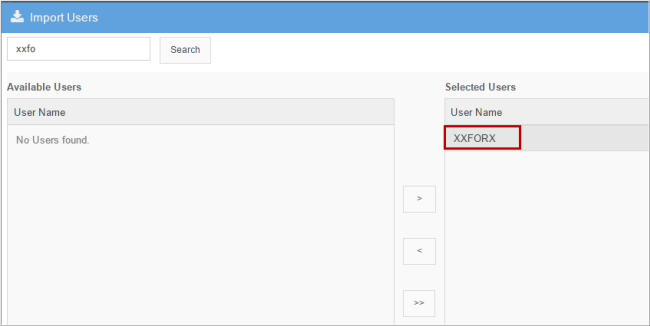 Import Users
xxfo
Search
Available Users
Selected Users
User Name
User Name
No Users found.
XXFORX
>
<
>>